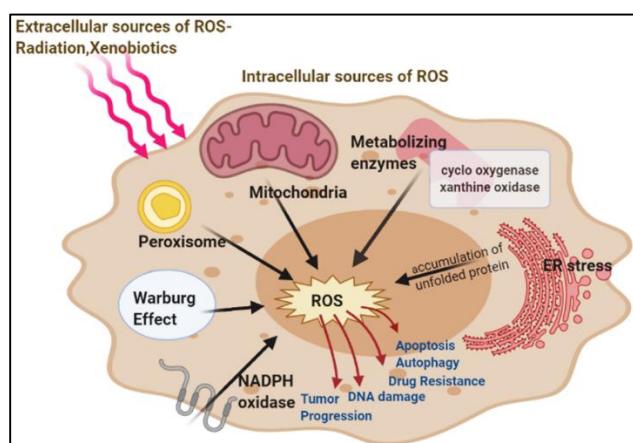 Extracellular sources of ROS-
Radiation,Xenobiotics
Intracellular sources of ROS
Metabolizing
enzymes
cyclo oxygenase
xanthine oxidase
Mitochondria
Peroxisome
accumulation of
unfolded protein
ER stress
Warburg
Effect
ROS
NADPH
oxidase
Apoptosis
Autophagy
Drug Resistance
DNA damage
Tumor
Progression